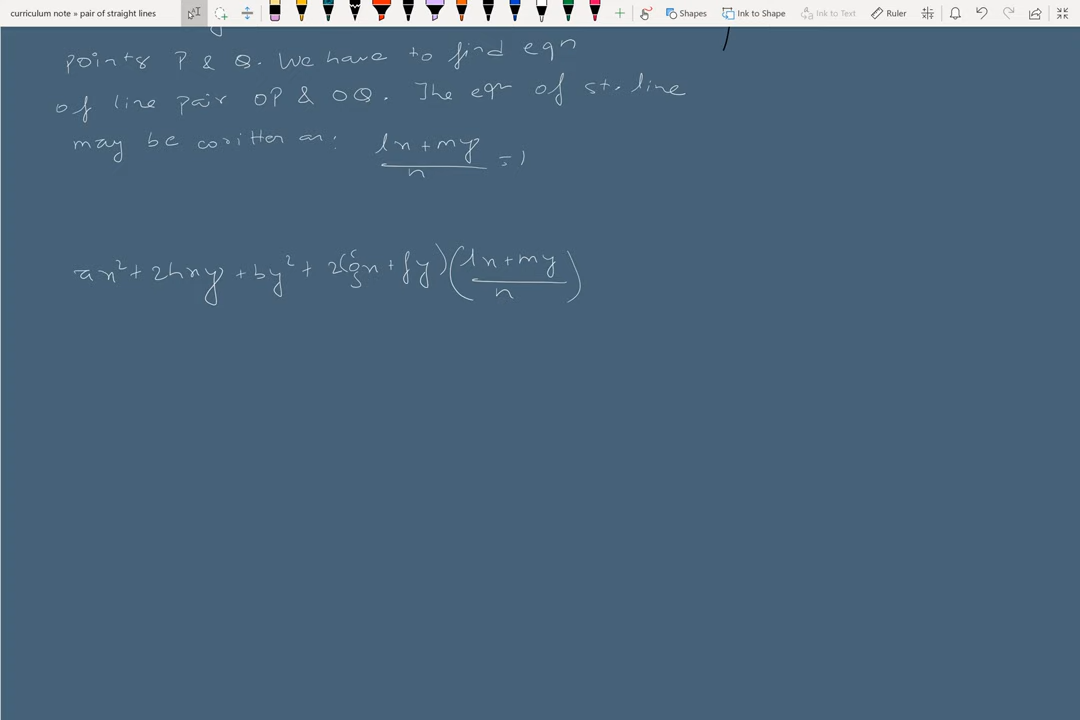 curriculum note » pair of straight lines
Shapes
Ink to Shape
Ink to Text
Ruler
points P & Q. We have to find eqn
of line pair OP & OQ. The eqn of st. line
may be written as: (lx + my)/n = 1
ax² + 2hxy + by² + 2(gx + fy)((lx + my)/n)